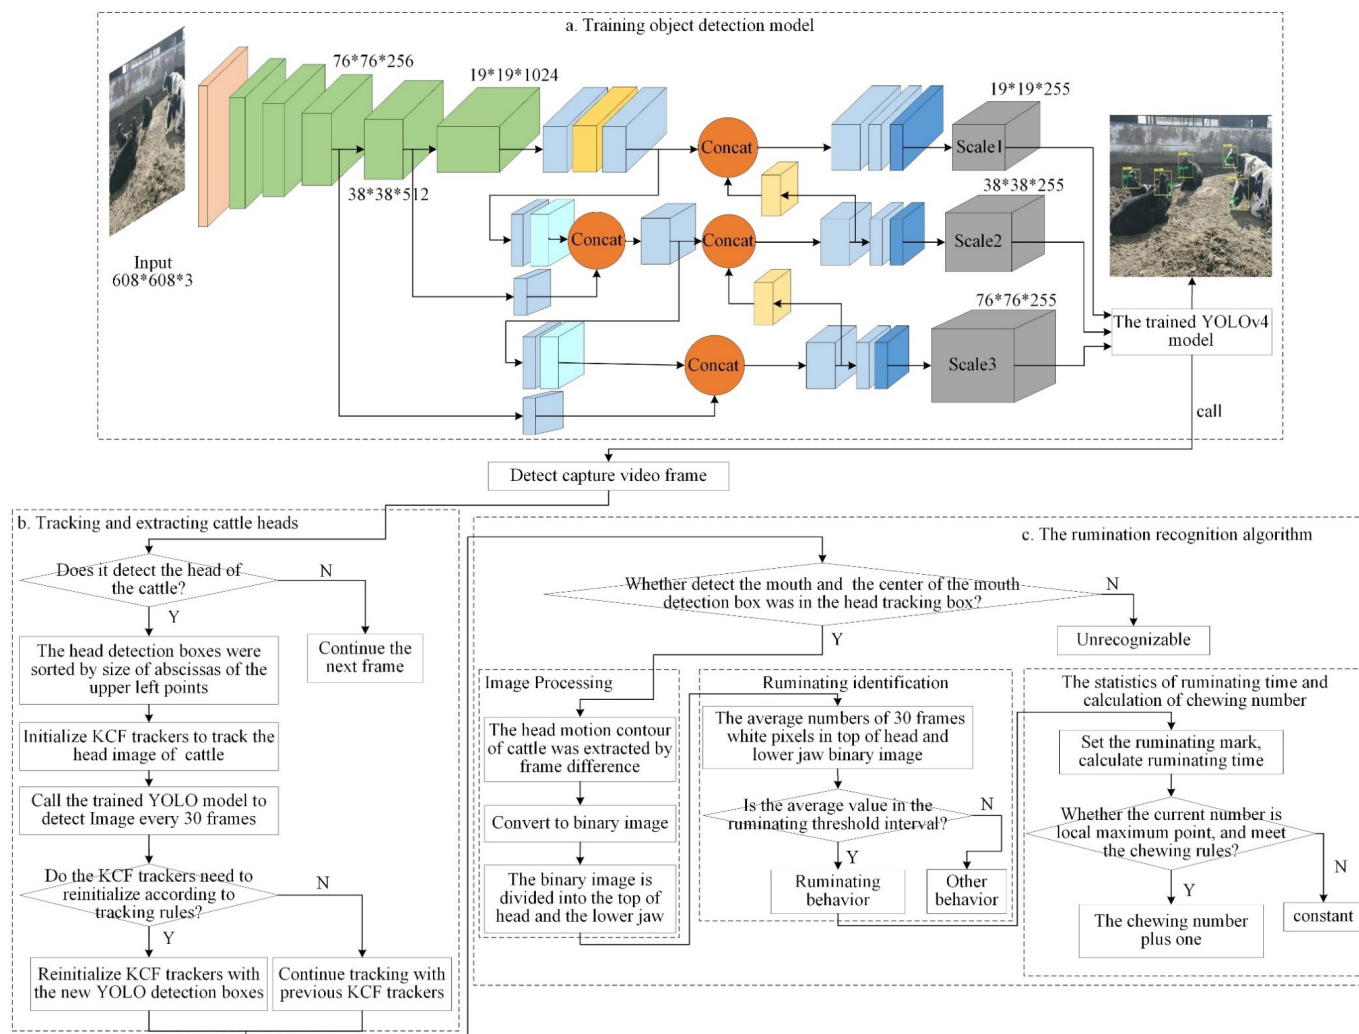 a. Training object detection model
76*76*256
19*19*1024
38*38*512
Input
608*608*3
Concat
19*19*255
Scale1
38*38*255
Concat
Concat
Scale2
76*76*255
Concat
Scale3
The trained YOLOv4
model
call
Detect capture video frame
b. Tracking and extracting cattle heads
Does it detect the head of
the cattle?
N
Y
Continue the
next frame
The head detection boxes were
sorted by size of abscissas of the
upper left points
Initialize KCF trackers to track the
head image of cattle
Call the trained YOLO model to
detect Image every 30 frames
Do the KCF trackers need to
reinitialize according to
tracking rules?
N
Y
Reinitialize KCF trackers with
the new YOLO detection boxes
Continue tracking with
previous KCF trackers
c. The rumination recognition algorithm
Whether detect the mouth and the center of the mouth
detection box was in the head tracking box?
N
Y
Unrecognizable
Image Processing
The head motion contour
of cattle was extracted by
frame difference
Convert to binary image
The binary image is
divided into the top of
head and the lower jaw
Ruminating identification
The average numbers of 30 frames
white pixels in top of head and
lower jaw binary image
Is the average value in the
ruminating threshold interval?
N
Y
Ruminating
behavior
Other
behavior
The statistics of ruminating time and
calculation of chewing number
Set the ruminating mark,
calculate ruminating time
Whether the current number is
local maximum point, and meet
the chewing rules?
N
Y
The chewing number
plus one
constant